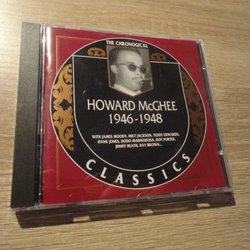 THE CHRONOLOGICAL
HOWARD McGHEE
1946-1948
WITH JAMES MOODY, MILT JACKSON, TEDDY EDWARDS,
HANK JONES, DODO MARMAROSA, ROY PORTER,
JIMMY HEATH, RAY BROWN...
CLASSICS